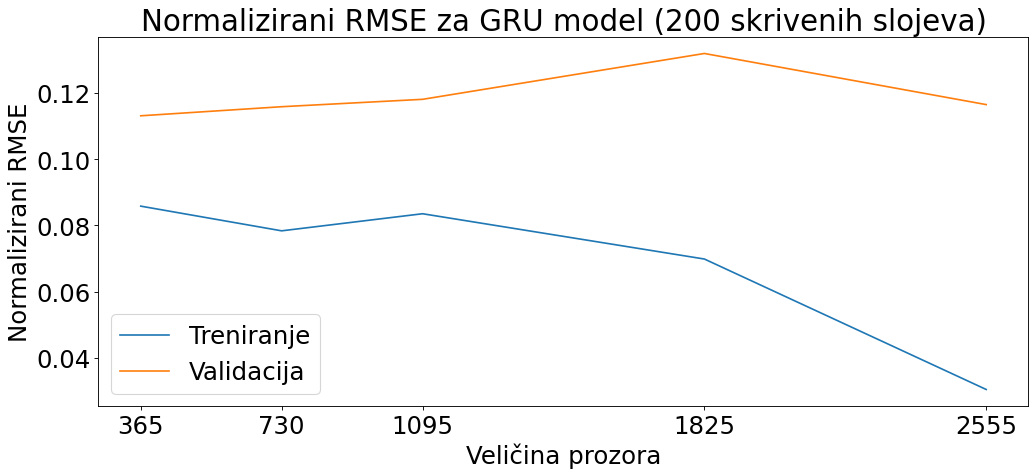 Normalizirani RMSE za GRU model (200 skrivenih slojeva)
Normalizirani RMSE
0.12
0.10
0.08
0.06
0.04
Treniranje
Validacija
365 730 1095 1825 2555
Veličina prozora